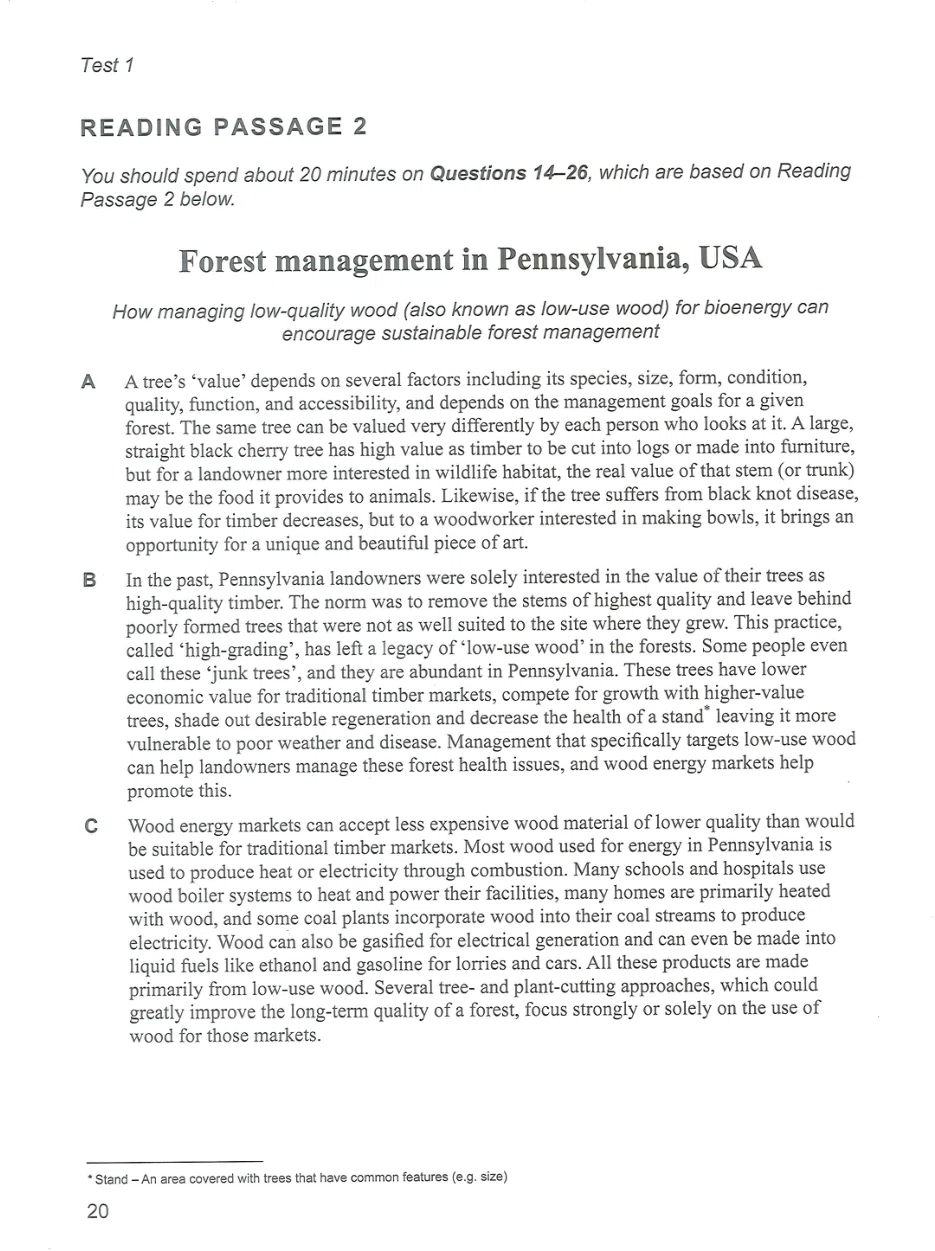 Test 1
READING PASSAGE 2
You should spend about 20 minutes on Questions 14–26, which are based on Reading
Passage 2 below.
Forest management in Pennsylvania, USA
How managing low-quality wood (also known as low-use wood) for bioenergy can
encourage sustainable forest management
A A tree's 'value' depends on several factors including its species, size, form, condition,
quality, function, and accessibility, and depends on the management goals for a given
forest. The same tree can be valued very differently by each person who looks at it. A large,
straight black cherry tree has high value as timber to be cut into logs or made into furniture,
but for a landowner more interested in wildlife habitat, the real value of that stem (or trunk)
may be the food it provides to animals. Likewise, if the tree suffers from black knot disease,
its value for timber decreases, but to a woodworker interested in making bowls, it brings an
opportunity for a unique and beautiful piece of art.
B In the past, Pennsylvania landowners were solely interested in the value of their trees as
high-quality timber. The norm was to remove the stems of highest quality and leave behind
poorly formed trees that were not as well suited to the site where they grew. This practice,
called 'high-grading', has left a legacy of 'low-use wood' in the forests. Some people even
call these 'junk trees', and they are abundant in Pennsylvania. These trees have lower
economic value for traditional timber markets, compete for growth with higher-value
trees, shade out desirable regeneration and decrease the health of a stand* leaving it more
vulnerable to poor weather and disease. Management that specifically targets low-use wood
can help landowners manage these forest health issues, and wood energy markets help
promote this.
C Wood energy markets can accept less expensive wood material of lower quality than would
be suitable for traditional timber markets. Most wood used for energy in Pennsylvania is
used to produce heat or electricity through combustion. Many schools and hospitals use
wood boiler systems to heat and power their facilities, many homes are primarily heated
with wood, and some coal plants incorporate wood into their coal streams to produce
electricity. Wood can also be gasified for electrical generation and can even be made into
liquid fuels like ethanol and gasoline for lorries and cars. All these products are made
primarily from low-use wood. Several tree- and plant-cutting approaches, which could
greatly improve the long-term quality of a forest, focus strongly or solely on the use of
wood for those markets.
* Stand – An area covered with trees that have common features (e.g. size)
20